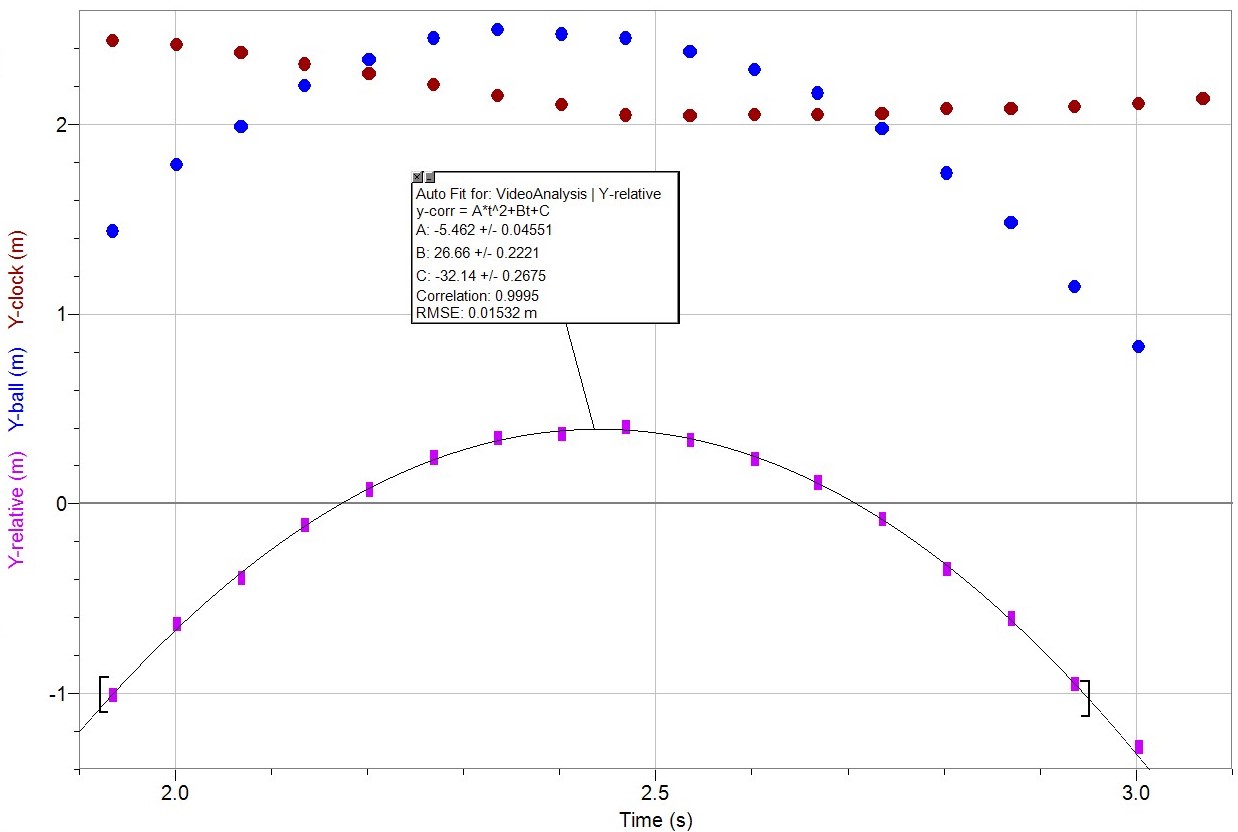 Y-clock (m)
Y-ball (m)
Y-relative (m)
2
1
0
-1
Auto Fit for: VideoAnalysis | Y-relative
y-corr = A*t^2+Bt+C
A: -5.462 +/- 0.04551
B: 26.66 +/- 0.2221
C: -32.14 +/- 0.2675
Correlation: 0.9995
RMSE: 0.01532 m
2.0
2.5
3.0
Time (s)